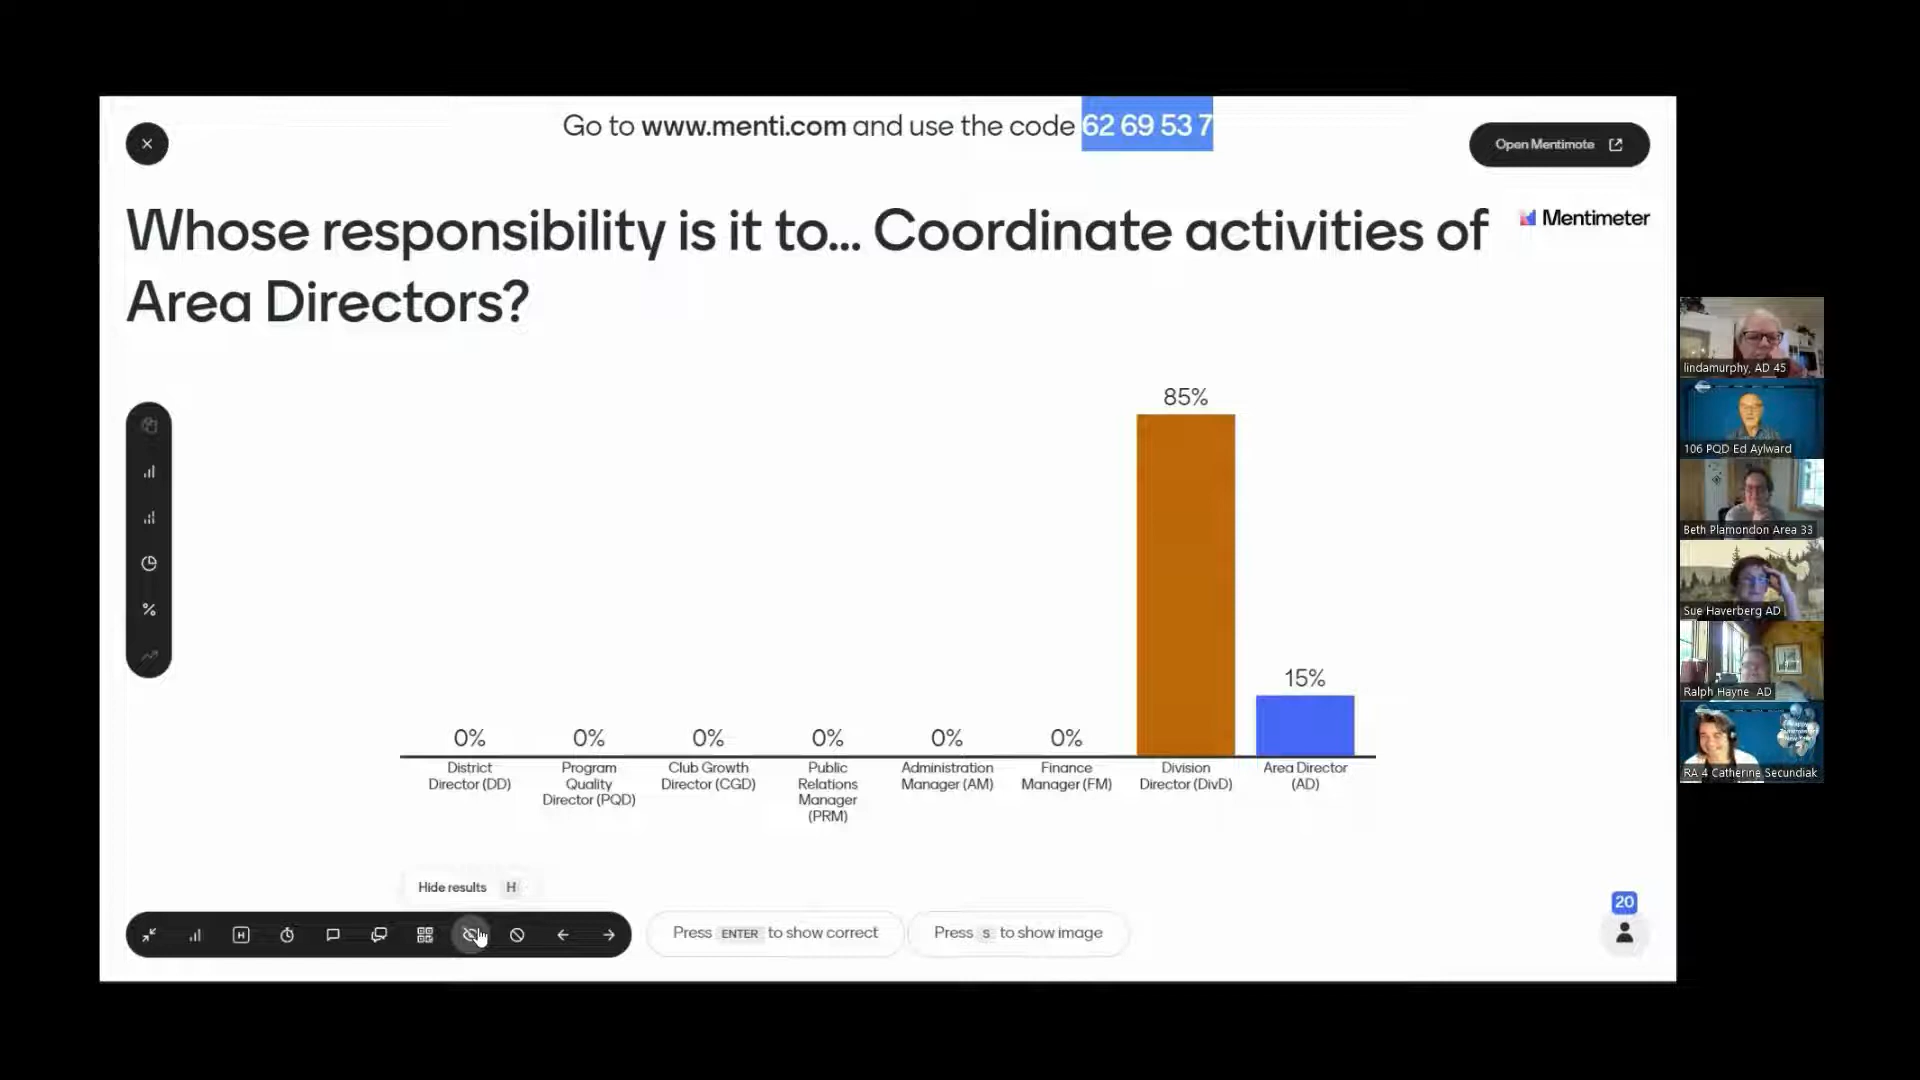 Go to www.menti.com and use the code 62 69 53 7
Open Mentimote
Whose responsibility is it to... Coordinate activities of
Area Directors?
Mentimeter
85%
15%
0%
0%
0%
0%
0%
0%
District
Director (DD)
Program
Quality
Director (PQD)
Club Growth
Director (CGD)
Public
Relations
Manager
(PRM)
Administration
Manager (AM)
Finance
Manager (FM)
Division
Director (DivD)
Area Director
(AD)
Hide results H
Press ENTER to show correct
Press S to show image
20
lindamurphy, AD 45
106 PQD Ed Aylward
Beth Plamondon Area 33
Sue Haverberg AD
Ralph Hayne AD
RA 4 Catherine Secundiak